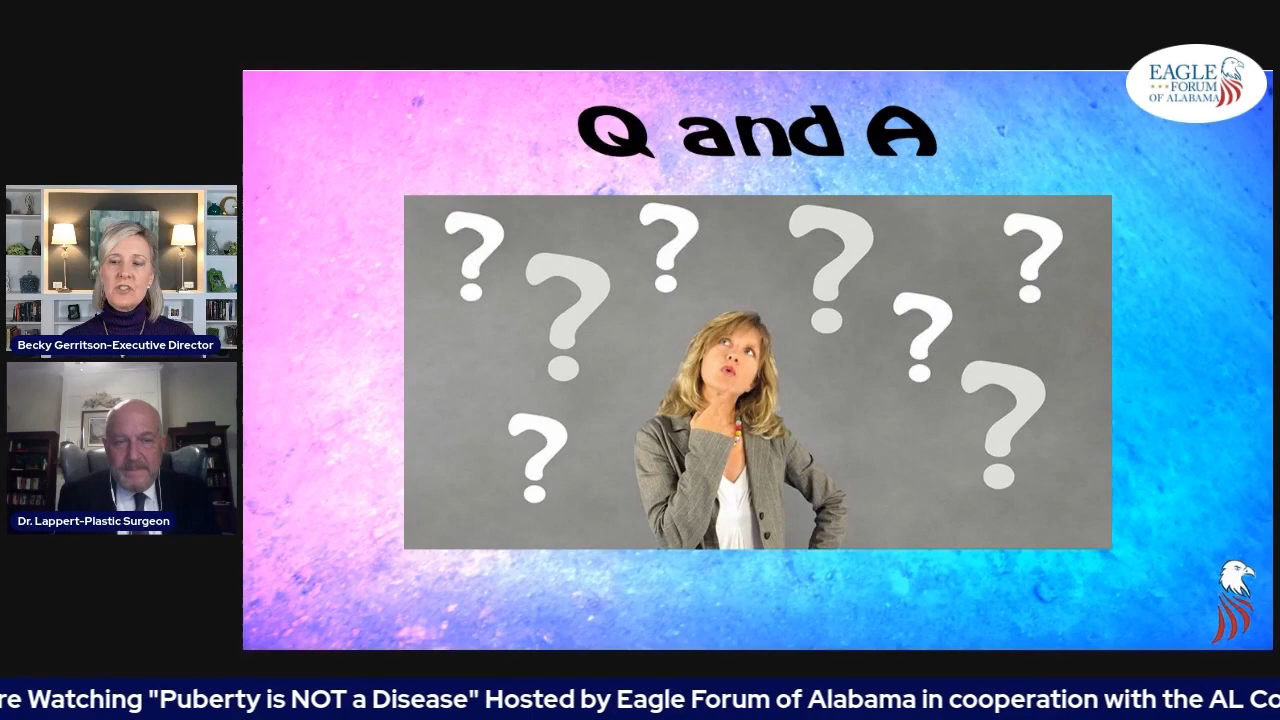 EAGLE
FORUM
OF ALABAMA
Q and A
? ? ? ? ? ? ? ?
Becky Gerritson-Executive Director
Dr. Lappert-Plastic Surgeon
re Watching "Puberty is NOT a Disease" Hosted by Eagle Forum of Alabama in cooperation with the AL Co